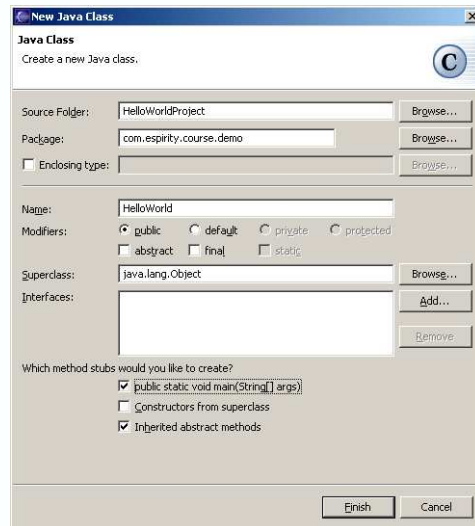 New Java Class
Java Class
Create a new Java class.
C
Source Folder: HelloWorldProject Browse...
Package: com.espirity.course.demo Browse...
Enclosing type: Browse...
Name: HelloWorld
Modifiers: public default private protected
abstract final static
Superclass: java.lang.Object Browse...
Interfaces: Add...
Remove
Which method stubs would you like to create?
public static void main(String[] args)
Constructors from superclass
Inherited abstract methods
Finish Cancel